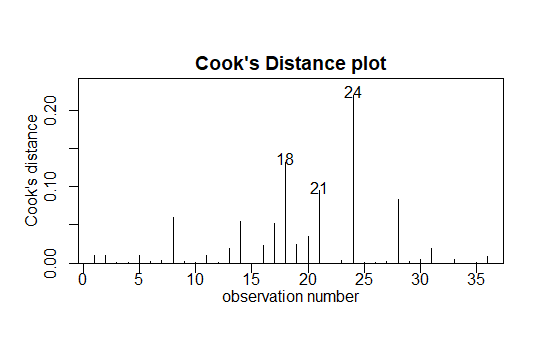 Cook's Distance plot
Cook's distance
0.00 0.10 0.20
24
18
21
0 5 10 15 20 25 30 35
observation number